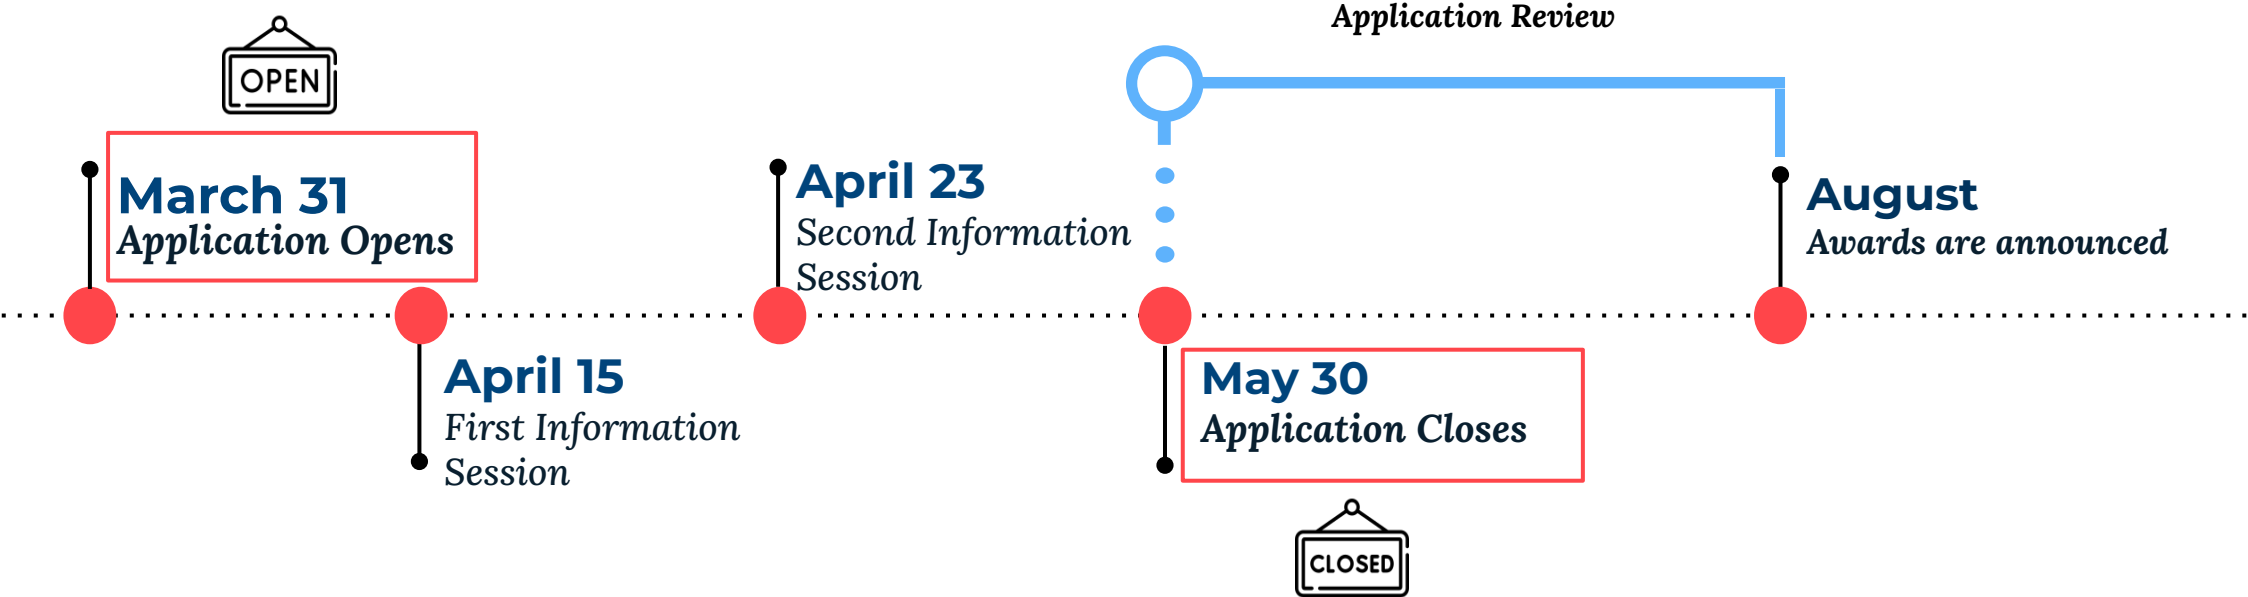 Application Review
OPEN
March 31
Application Opens
April 23
Second Information
Session
August
Awards are announced
April 15
First Information
Session
May 30
Application Closes
CLOSED